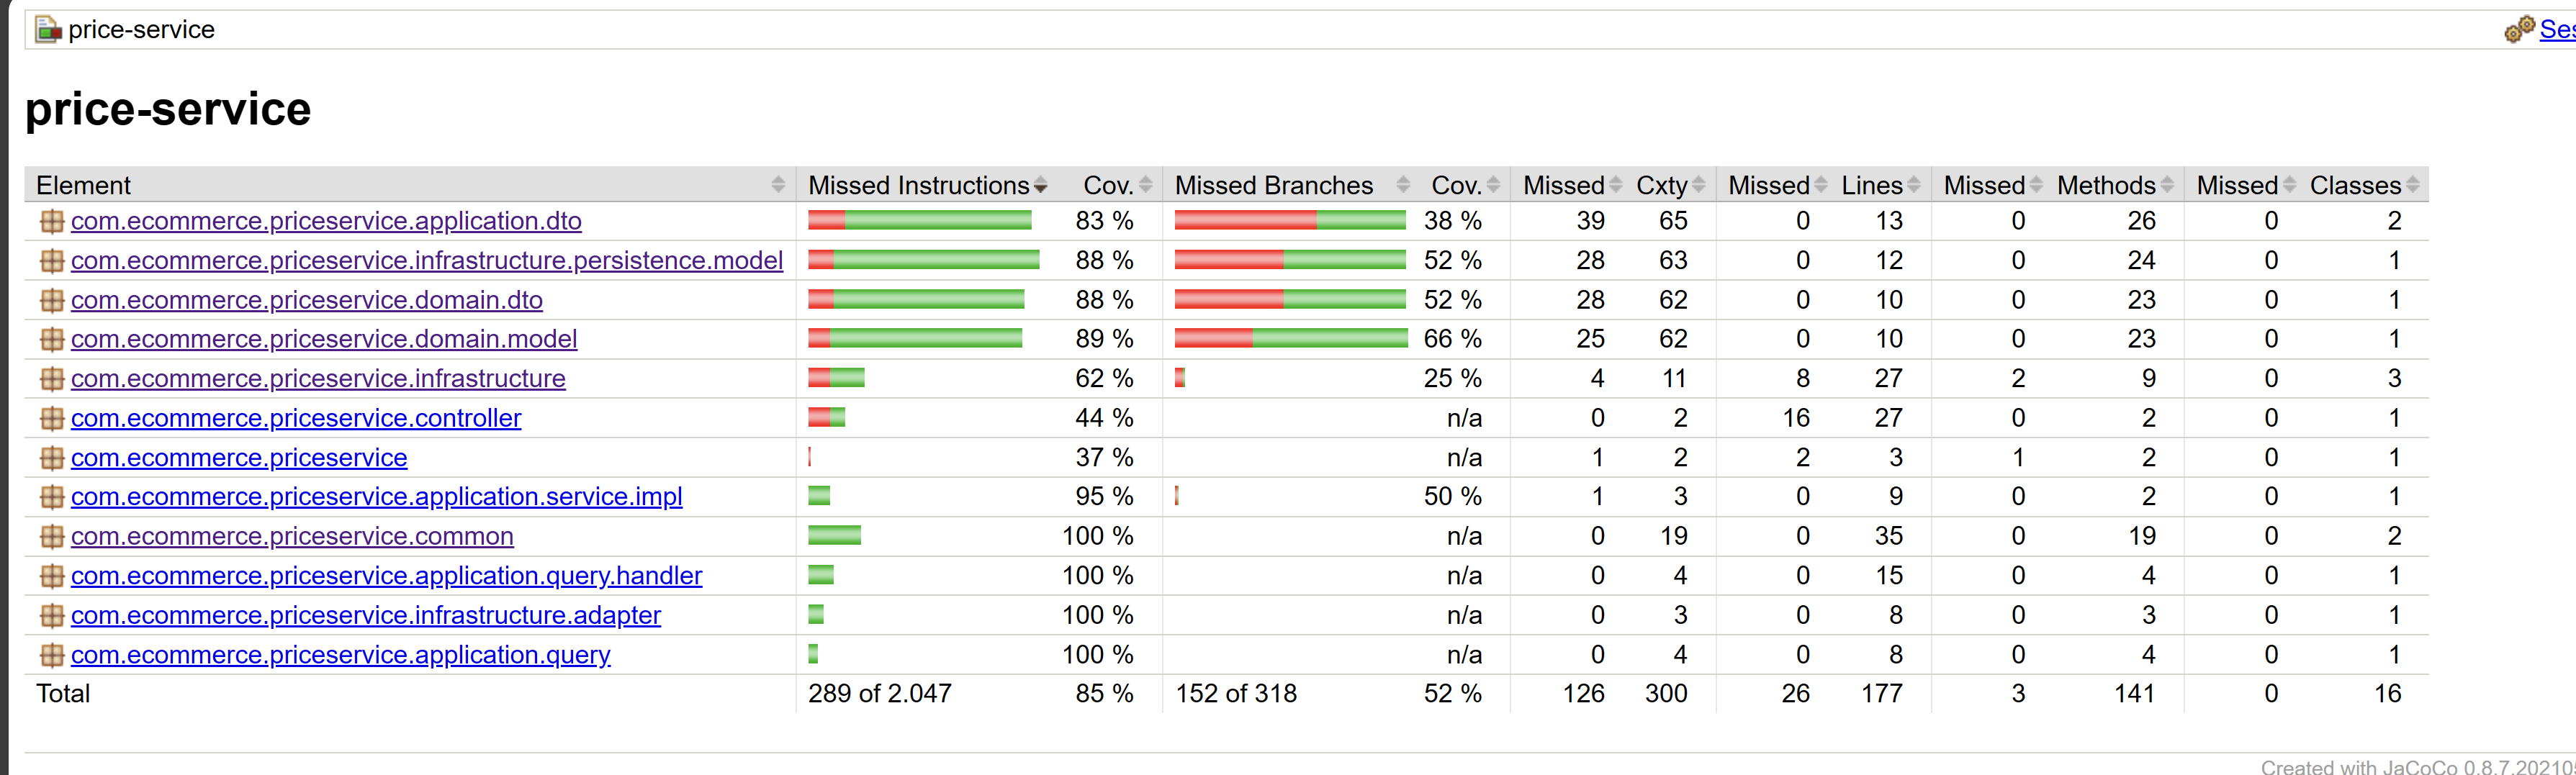 price-service Ses
price-service
Element Missed Instructions Cov. Missed Branches Cov. Missed Cxty Missed Lines Missed Methods Missed Classes
com.ecommerce.priceservice.application.dto 83 % 38 % 39 65 0 13 0 26 0 2
com.ecommerce.priceservice.infrastructure.persistence.model 88 % 52 % 28 63 0 12 0 24 0 1
com.ecommerce.priceservice.domain.dto 88 % 52 % 28 62 0 10 0 23 0 1
com.ecommerce.priceservice.domain.model 89 % 66 % 25 62 0 10 0 23 0 1
com.ecommerce.priceservice.infrastructure 62 % 25 % 4 11 8 27 2 9 0 3
com.ecommerce.priceservice.controller 44 % n/a 0 2 16 27 0 2 0 1
com.ecommerce.priceservice 37 % n/a 1 2 2 3 1 2 0 1
com.ecommerce.priceservice.application.service.impl 95 % 50 % 1 3 0 9 0 2 0 1
com.ecommerce.priceservice.common 100 % n/a 0 19 0 35 0 19 0 2
com.ecommerce.priceservice.application.query.handler 100 % n/a 0 4 0 15 0 4 0 1
com.ecommerce.priceservice.infrastructure.adapter 100 % n/a 0 3 0 8 0 3 0 1
com.ecommerce.priceservice.application.query 100 % n/a 0 4 0 8 0 4 0 1
Total 289 of 2.047 85 % 152 of 318 52 % 126 300 26 177 3 141 0 16
Created with JaCoCo 0.8.7.20210